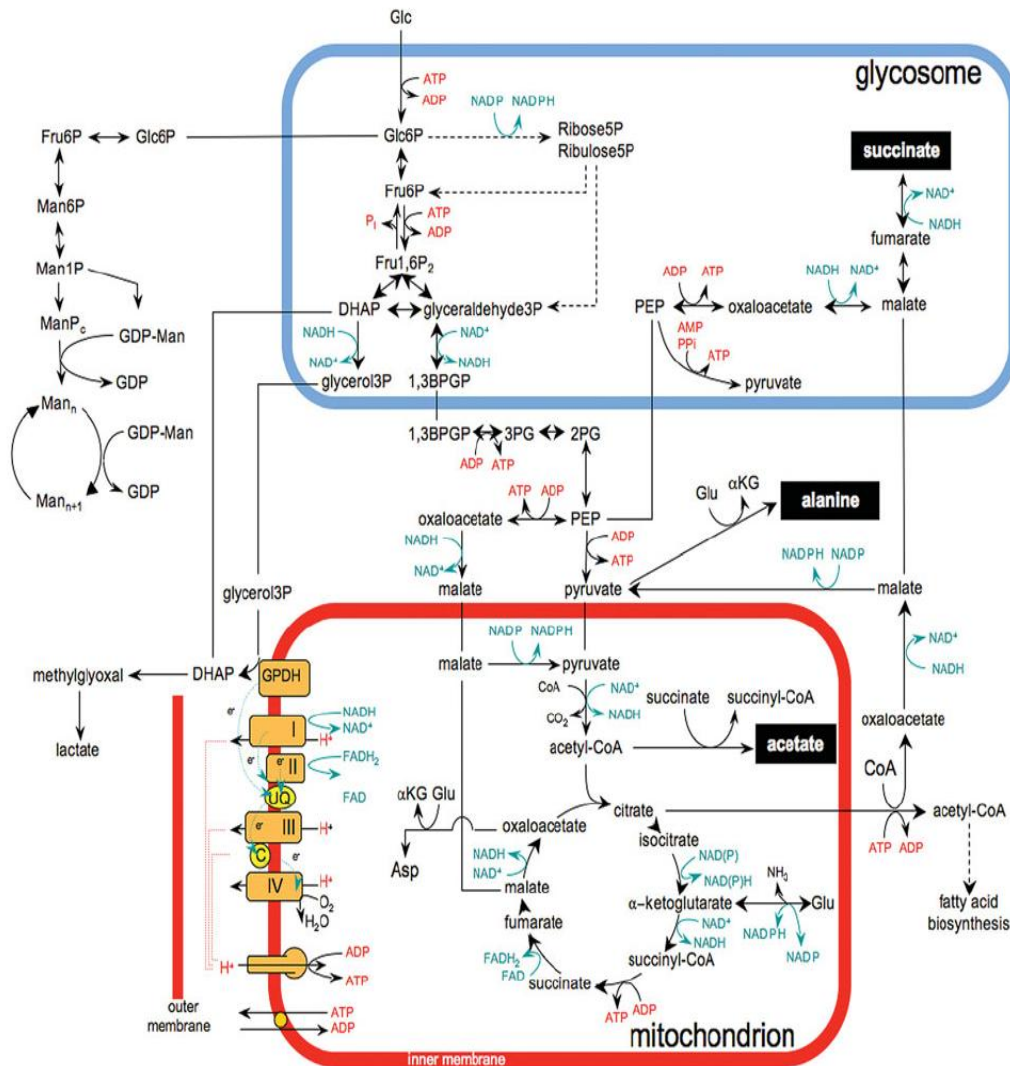 Glc
ATP
ADP
glycosome
NADP NADPH
Fru6P
Glc6P
Glc6P
Ribose5P
Ribulose5P
succinate
NAD⁺
NADH
Man6P
Fru6P
Pi
ATP
ADP
fumarate
Man1P
Fru1,6P₂
ADP ATP
NADH NAD⁺
DHAP
glyceraldehyde3P
PEP
oxaloacetate
malate
ManPc
GDP-Man
NADH
NAD⁺
NAD⁺
NADH
AMP
PPi
ATP
GDP
glycerol3P
1,3BPGP
pyruvate
Manₙ
GDP-Man
1,3BPGP
3PG
2PG
ADP ATP
GDP
Manₙ₊₁
Glu
αKG
alanine
ATP ADP
oxaloacetate
PEP
NADH
NAD⁺
ADP
ATP
NADPH NADP
glycerol3P
malate
pyruvate
malate
NADP NADPH
NAD⁺
NADH
methylglyoxal
DHAP
GPDH
malate
pyruvate
CoA
CO₂
NAD⁺
NADH
succinate
succinyl-CoA
e-
NADH
NAD⁺
I
H⁺
oxaloacetate
lactate
acetyl-CoA
acetate
e-
e-
II
FADH₂
FAD
CoA
UQ
αKG Glu
citrate
acetyl-CoA
e-
III
H⁺
oxaloacetate
isocitrate
ATP ADP
C
e-
Asp
NADH
NAD⁺
NAD(P)
NAD(P)H
NH₃
IV
H⁺
O₂
H₂O
malate
α–ketoglutarate
Glu
fatty acid
biosynthesis
fumarate
NAD⁺
NADH
NADPH
NADP
FADH₂
FAD
succinyl-CoA
H⁺
ADP
ATP
succinate
ATP
ADP
outer
membrane
ATP
ADP
mitochondrion
inner membrane